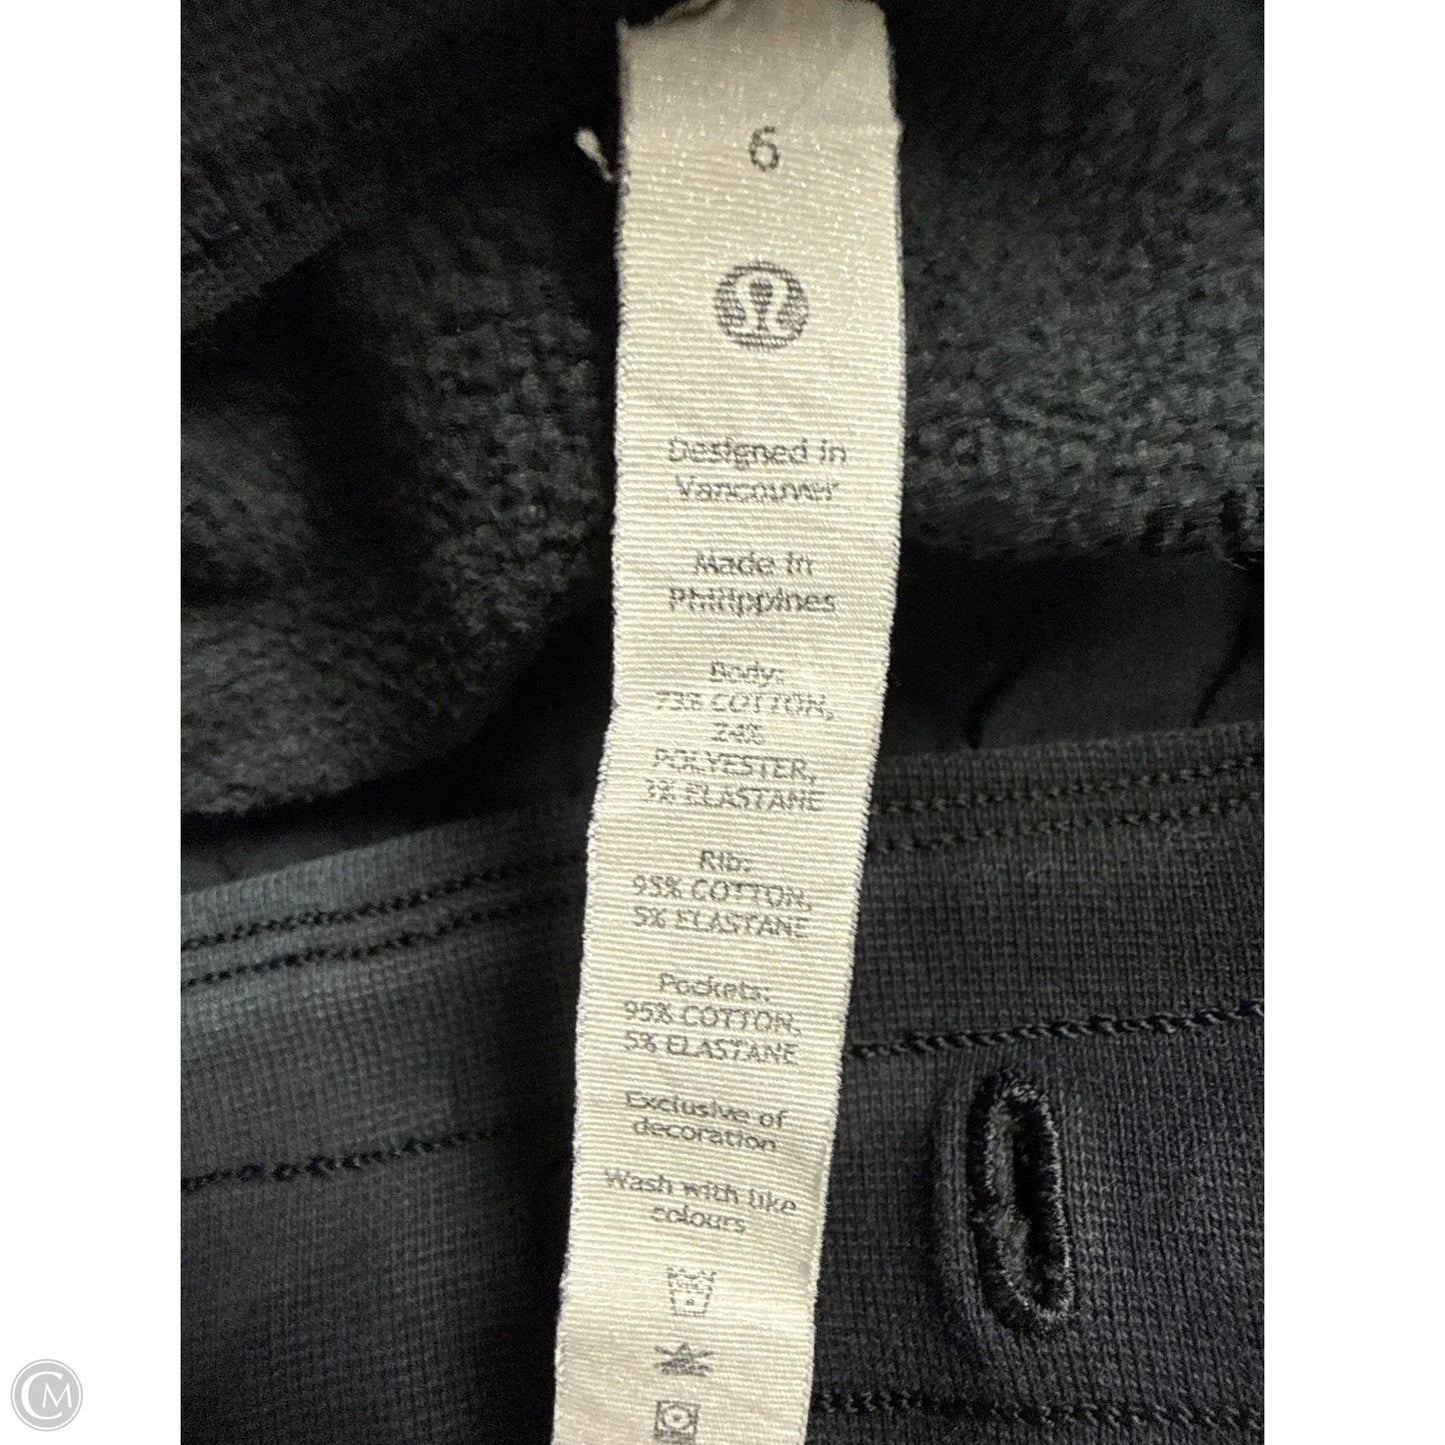 6
Designed in
Vancouver
Made in
Philippines
Body:
73% COTTON,
24%
POLYESTER,
3% ELASTANE
Rib:
95% COTTON,
5% ELASTANE
Pockets:
95% COTTON,
5% ELASTANE
Exclusive of
decoration
Wash with like
colours
CM